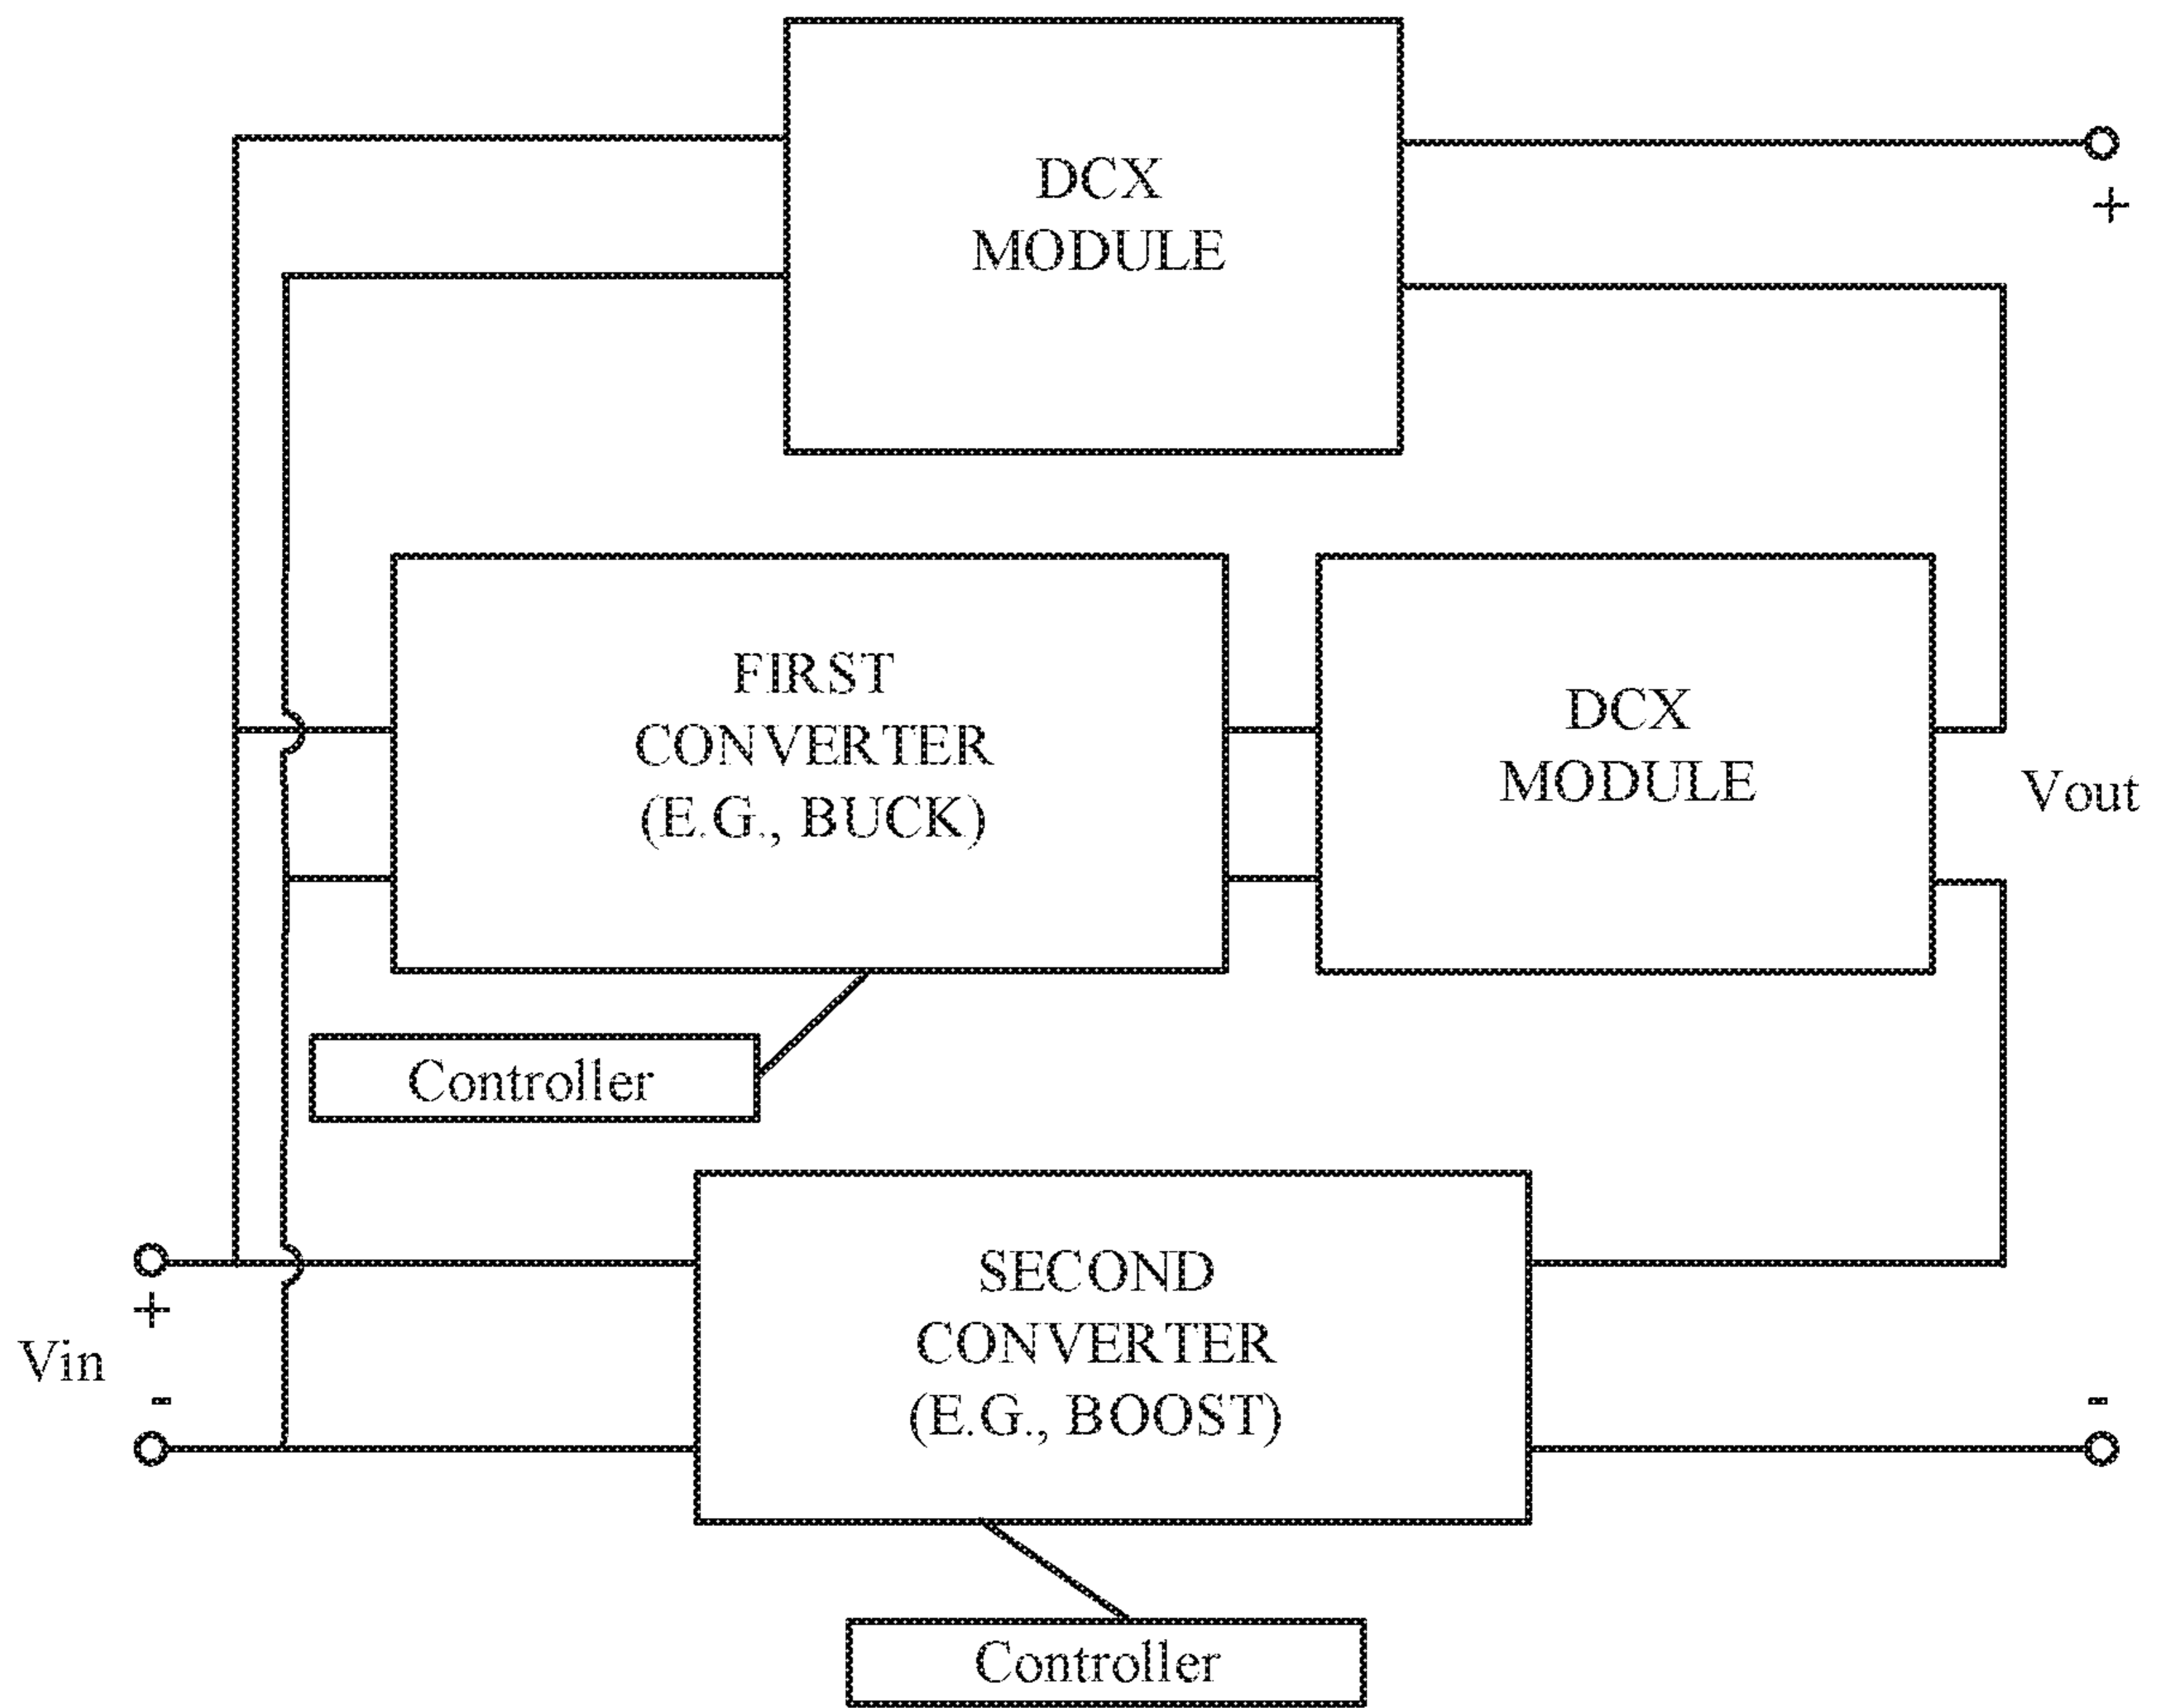 DCX
MODULE
+
FIRST
CONVERTER
(E.G., BUCK)
DCX
MODULE
Vout
Controller
+
Vin
-
SECOND
CONVERTER
(E.G., BOOST)
-
Controller